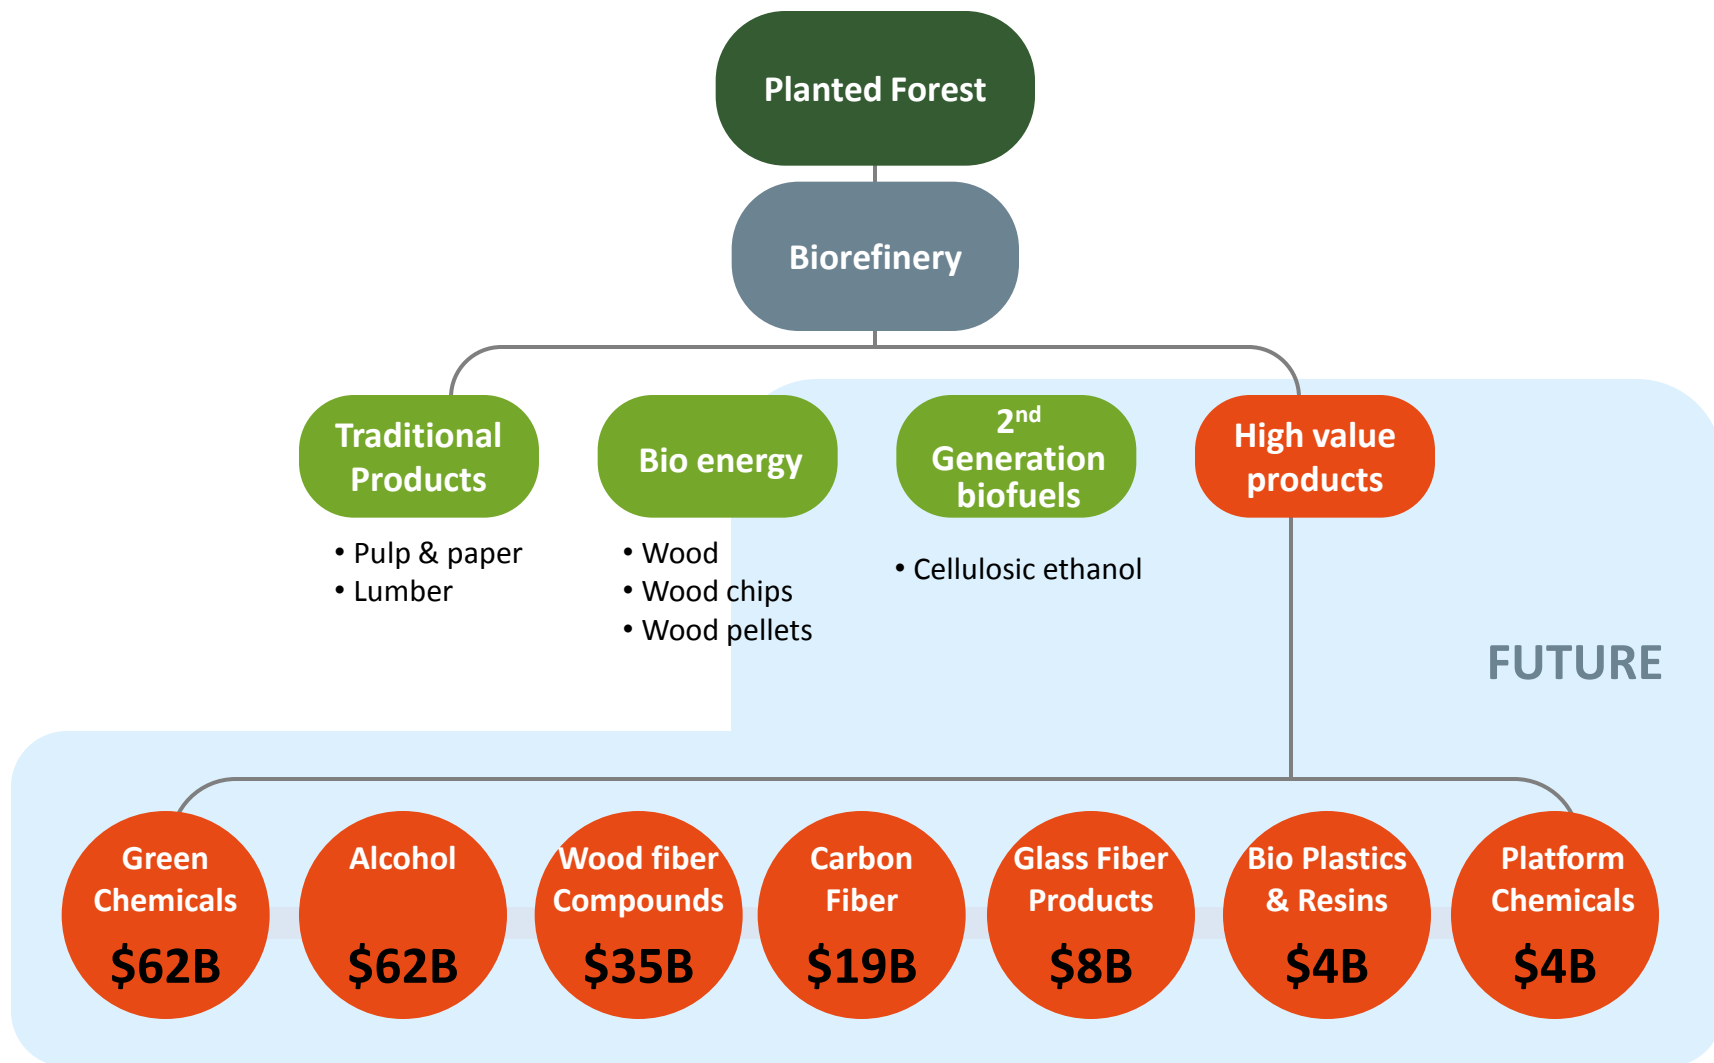 Planted Forest
Biorefinery
Traditional
Products
• Pulp & paper
• Lumber
Bio energy
• Wood
• Wood chips
• Wood pellets
2nd
Generation
biofuels
• Cellulosic ethanol
High value
products
FUTURE
Green
Chemicals
$62B
Alcohol
$62B
Wood fiber
Compounds
$35B
Carbon
Fiber
$19B
Glass Fiber
Products
$8B
Bio Plastics
& Resins
$4B
Platform
Chemicals
$4B